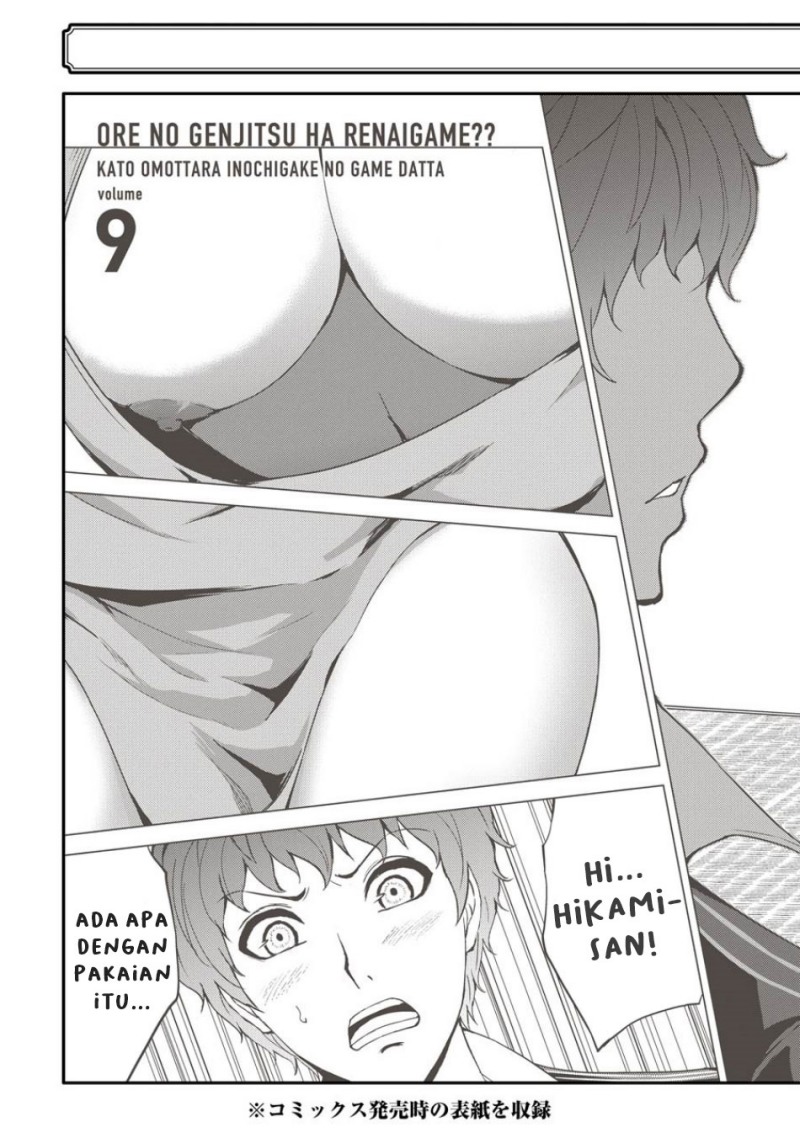 ORE NO GENJITSU HA RENAIGAME??
KATO OMOTTARA INOCHIGAKE NO GAME DATTA
volume
9
Hi...
HiKAMi-
SAN!
ADA APA
DENGAN
PAKAiAN
iTU...
※コミックス発売時の表紙を収録